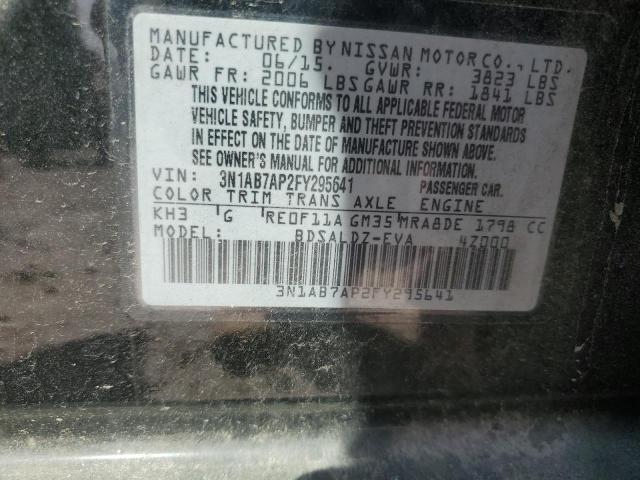 MANUFACTURED BY NISSAN MOTOR CO., LTD.
DATE: 06/15. GVWR: 3823 LBS
GAWR FR: 2006 LBS GAWR RR: 1841 LBS
THIS VEHICLE CONFORMS TO ALL APPLICABLE FEDERAL MOTOR
VEHICLE SAFETY, BUMPER AND THEFT PREVENTION STANDARDS
IN EFFECT ON THE DATE OF MANUFACTURE SHOWN ABOVE.
SEE OWNER'S MANUAL FOR ADDITIONAL INFORMATION.
VIN: 3N1AB7AP2FY295641 PASSENGER CAR.
COLOR TRIM TRANS AXLE ENGINE
KH3 G RE0F11A GM35 MRA8DE 1798 CC
MODEL: BDSALDZ-EVA 4Z000
3N1AB7AP2FY295641